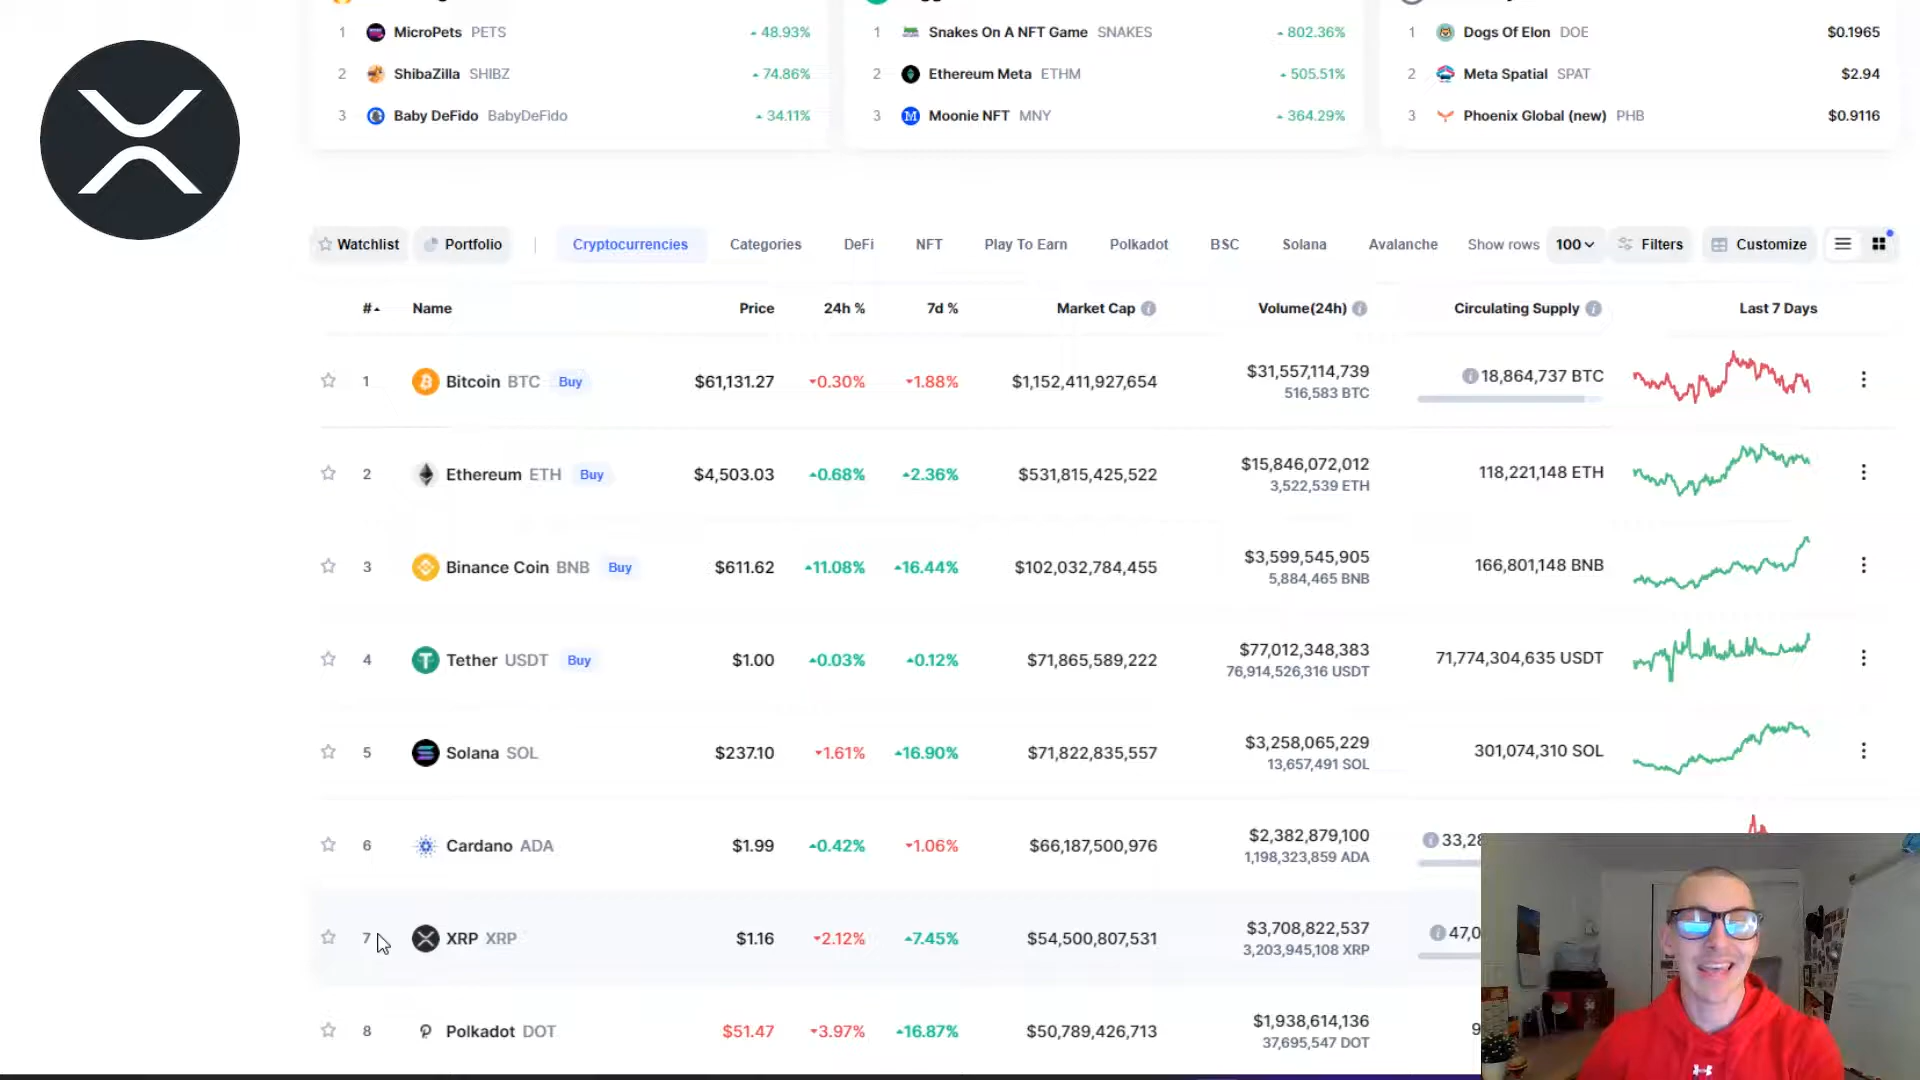 1 MicroPets PETS 48.93%
2 ShibaZilla SHIBZ 74.86%
3 Baby DeFido BabyDeFido 34.11%
1 Snakes On A NFT Game SNAKES 802.36%
2 Ethereum Meta ETHM 505.51%
3 Moonie NFT MNY 364.29%
1 Dogs Of Elon DOE $0.1965
2 Meta Spatial SPAT $2.94
3 Phoenix Global (new) PHB $0.9116
Watchlist Portfolio Cryptocurrencies Categories DeFi NFT Play To Earn Polkadot BSC Solana Avalanche Show rows 100 Filters Customize
# Name Price 24h % 7d % Market Cap Volume(24h) Circulating Supply Last 7 Days
1 Bitcoin BTC Buy $61,131.27 0.30% 1.88% $1,152,411,927,654 $31,557,114,739 18,864,737 BTC
516,583 BTC
2 Ethereum ETH Buy $4,503.03 0.68% 2.36% $531,815,425,522 $15,846,072,012 118,221,148 ETH
3,522,539 ETH
3 Binance Coin BNB Buy $611.62 11.08% 16.44% $102,032,784,455 $3,599,545,905 166,801,148 BNB
5,884,465 BNB
4 Tether USDT Buy $1.00 0.03% 0.12% $71,865,589,222 $77,012,348,383 71,774,304,635 USDT
76,914,526,316 USDT
5 Solana SOL $237.10 1.61% 16.90% $71,822,835,557 $3,258,065,229 301,074,310 SOL
13,657,491 SOL
6 Cardano ADA $1.99 0.42% 1.06% $66,187,500,976 $2,382,879,100 33,28
1,198,323,859 ADA
7 XRP XRP $1.16 2.12% 7.45% $54,500,807,531 $3,708,822,537 47,0
3,203,945,108 XRP
8 Polkadot DOT $51.47 3.97% 16.87% $50,789,426,713 $1,938,614,136 9
37,695,547 DOT